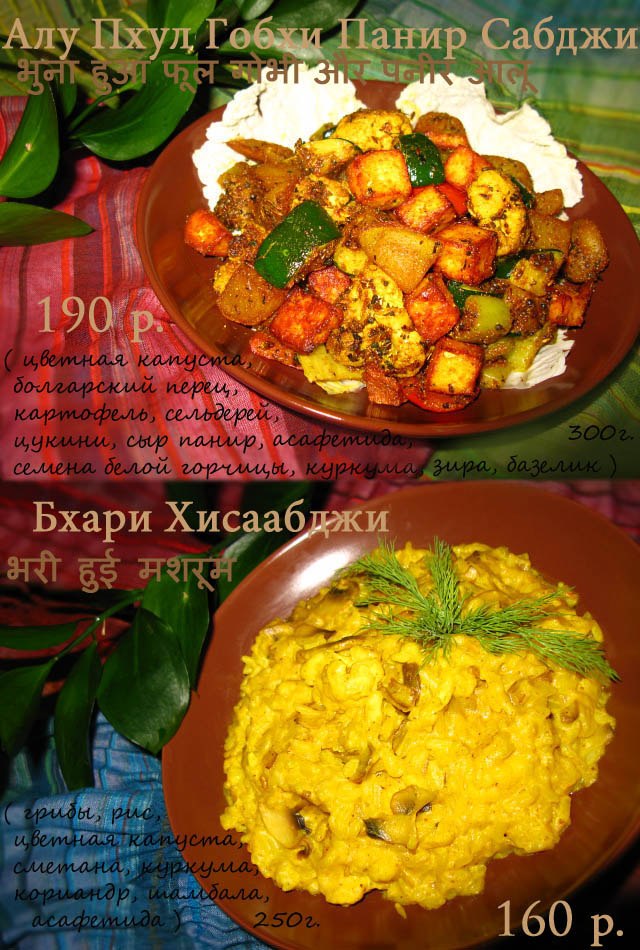 Алу Пхул Гобхи Панир Сабджи
भुना हुआ फूल गोभी और पनीर आलू
190 р.
( цветная капуста,
болгарский перец,
картофель, сельдерей,
цукини, сыр панир, асафетида,
300г.
семена белой горчицы, куркума, зира, базелик )
Бхари Хисаабджи
भरी हुई मशरूम
( грибы, рис,
цветная капуста,
сметана, куркума,
кориандр, шамбала,
асафетида )
250г.
160 р.